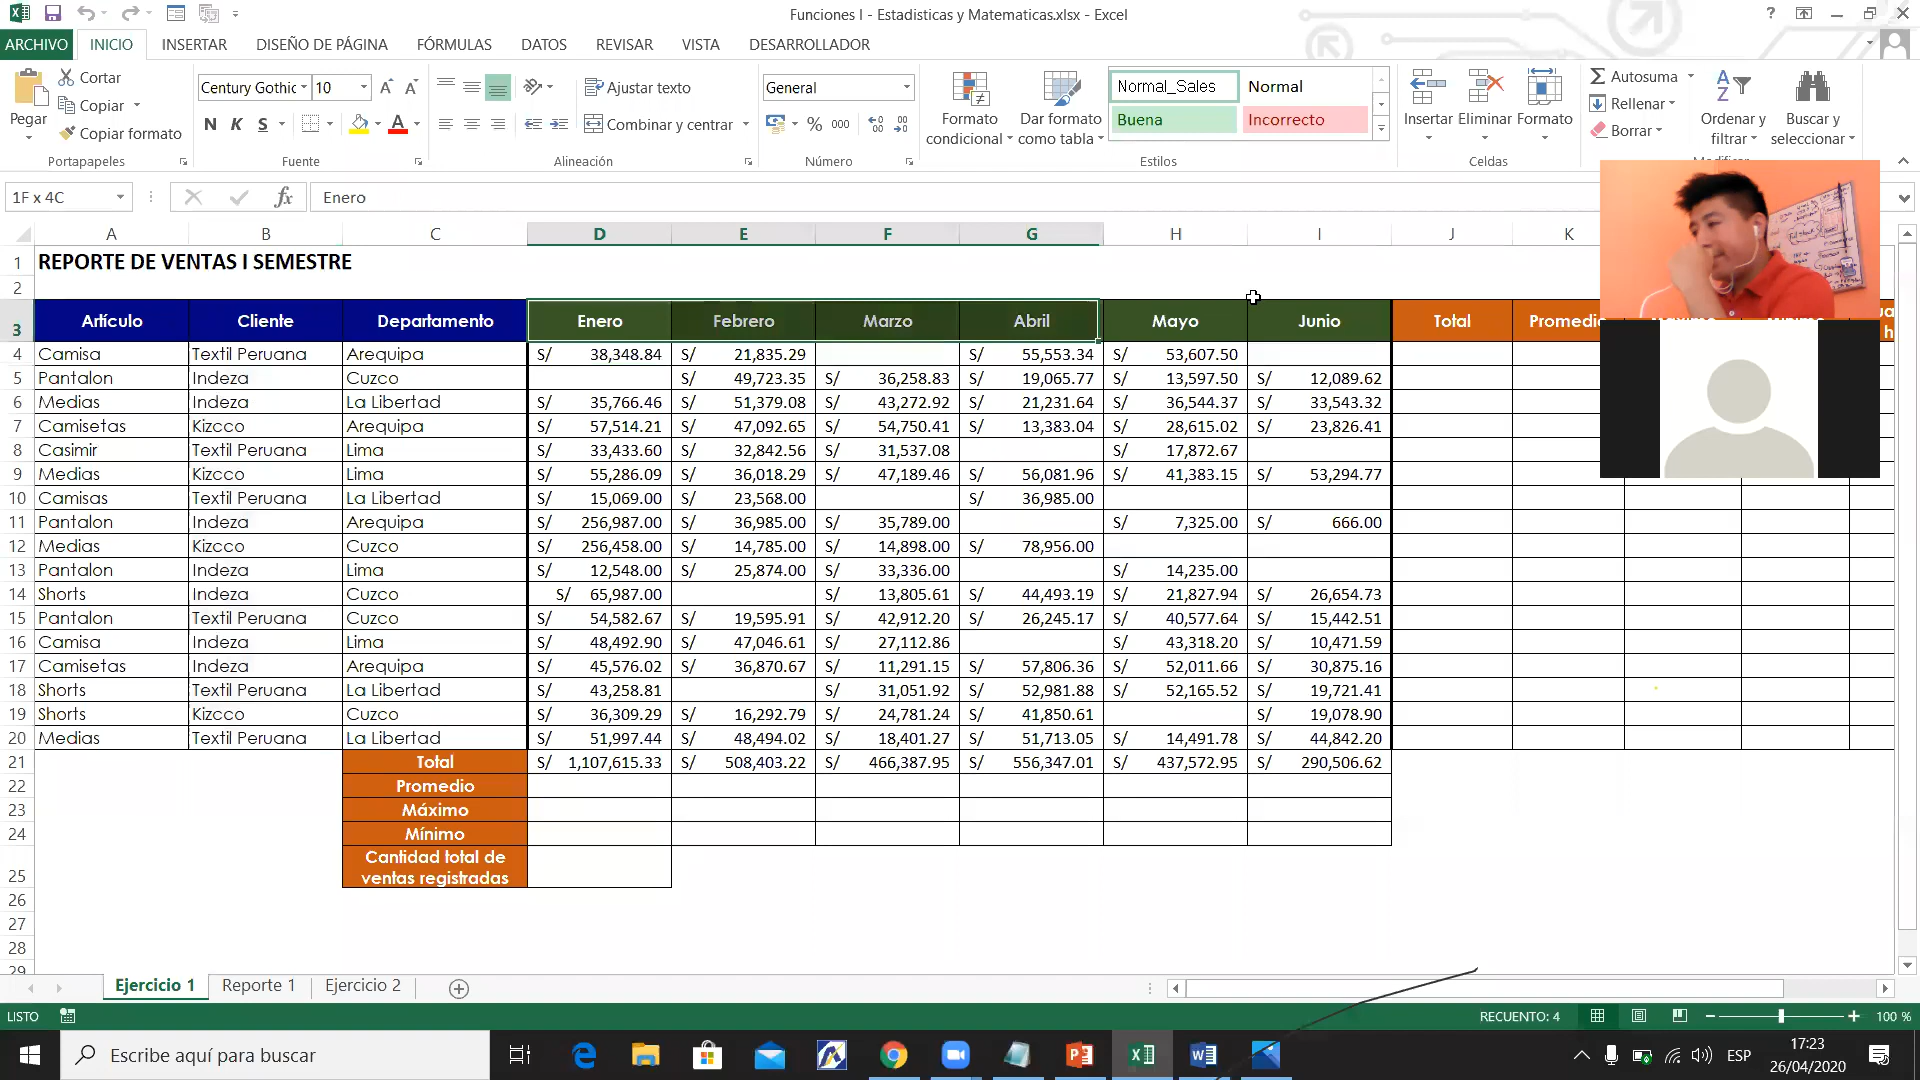 Funciones I - Estadisticas y Matematicas.xlsx - Excel
ARCHIVO INICIO INSERTAR DISEÑO DE PÁGINA FÓRMULAS DATOS REVISAR VISTA DESARROLLADOR
Pegar Cortar Copiar Copiar formato
Century Gothic 10
N K S
Ajustar texto
Combinar y centrar
General
% 000
Formato condicional Dar formato como tabla
Normal_Sales Normal
Buena Incorrecto
Insertar Eliminar Formato
Autosuma
Rellenar
Borrar
Ordenar y filtrar Buscar y seleccionar
Portapapeles Fuente Alineación Número Estilos Celdas
1F x 4C fx Enero
A B C D E F G H I J K
1 REPORTE DE VENTAS I SEMESTRE
2
3 Artículo Cliente Departamento Enero Febrero Marzo Abril Mayo Junio Total Promedio
4 Camisa Textil Peruana Arequipa S/ 38,348.84 S/ 21,835.29 S/ 55,553.34 S/ 53,607.50
5 Pantalon Indeza Cuzco S/ 49,723.35 S/ 36,258.83 S/ 19,065.77 S/ 13,597.50 S/ 12,089.62
6 Medias Indeza La Libertad S/ 35,766.46 S/ 51,379.08 S/ 43,272.92 S/ 21,231.64 S/ 36,544.37 S/ 33,543.32
7 Camisetas Kizcco Arequipa S/ 57,514.21 S/ 47,092.65 S/ 54,750.41 S/ 13,383.04 S/ 28,615.02 S/ 23,826.41
8 Casimir Textil Peruana Lima S/ 33,433.60 S/ 32,842.56 S/ 31,537.08 S/ 17,872.67
9 Medias Kizcco Lima S/ 55,286.09 S/ 36,018.29 S/ 47,189.46 S/ 56,081.96 S/ 41,383.15 S/ 53,294.77
10 Camisas Textil Peruana La Libertad S/ 15,069.00 S/ 23,568.00 S/ 36,985.00
11 Pantalon Indeza Arequipa S/ 256,987.00 S/ 36,985.00 S/ 35,789.00 S/ 7,325.00 S/ 666.00
12 Medias Kizcco Cuzco S/ 256,458.00 S/ 14,785.00 S/ 14,898.00 S/ 78,956.00
13 Pantalon Indeza Lima S/ 12,548.00 S/ 25,874.00 S/ 33,336.00 S/ 14,235.00
14 Shorts Indeza Cuzco S/ 65,987.00 S/ 13,805.61 S/ 44,493.19 S/ 21,827.94 S/ 26,654.73
15 Pantalon Textil Peruana Cuzco S/ 54,582.67 S/ 19,595.91 S/ 42,912.20 S/ 26,245.17 S/ 40,577.64 S/ 15,442.51
16 Camisa Indeza Lima S/ 48,492.90 S/ 47,046.61 S/ 27,112.86 S/ 43,318.20 S/ 10,471.59
17 Camisetas Indeza Arequipa S/ 45,576.02 S/ 36,870.67 S/ 11,291.15 S/ 57,806.36 S/ 52,011.66 S/ 30,875.16
18 Shorts Textil Peruana La Libertad S/ 43,258.81 S/ 31,051.92 S/ 52,981.88 S/ 52,165.52 S/ 19,721.41
19 Shorts Kizcco Cuzco S/ 36,309.29 S/ 16,292.79 S/ 24,781.24 S/ 41,850.61 S/ 19,078.90
20 Medias Textil Peruana La Libertad S/ 51,997.44 S/ 48,494.02 S/ 18,401.27 S/ 51,713.05 S/ 14,491.78 S/ 44,842.20
21 Total S/ 1,107,615.33 S/ 508,403.22 S/ 466,387.95 S/ 556,347.01 S/ 437,572.95 S/ 290,506.62
22 Promedio
23 Máximo
24 Mínimo
25 Cantidad total de ventas registradas
26
27
28
29
Ejercicio 1 Reporte 1 Ejercicio 2
LISTO RECUENTO: 4 100 %
Escribe aquí para buscar ESP 17:23
26/04/2020